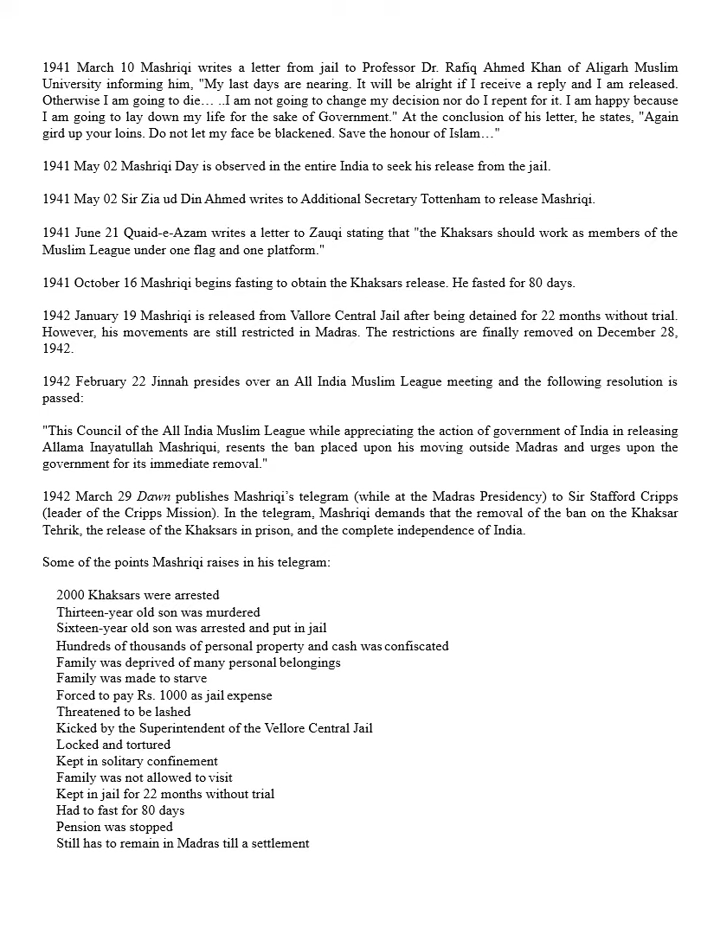 1941 March 10 Mashriqi writes a letter from jail to Professor Dr. Rafiq Ahmed Khan of Aligarh Muslim
University informing him, "My last days are nearing. It will be alright if I receive a reply and I am released.
Otherwise I am going to die… ..I am not going to change my decision nor do I repent for it. I am happy because
I am going to lay down my life for the sake of Government." At the conclusion of his letter, he states, "Again
gird up your loins. Do not let my face be blackened. Save the honour of Islam…"
1941 May 02 Mashriqi Day is observed in the entire India to seek his release from the jail.
1941 May 02 Sir Zia ud Din Ahmed writes to Additional Secretary Tottenham to release Mashriqi.
1941 June 21 Quaid-e-Azam writes a letter to Zauqi stating that "the Khaksars should work as members of the
Muslim League under one flag and one platform."
1941 October 16 Mashriqi begins fasting to obtain the Khaksars release. He fasted for 80 days.
1942 January 19 Mashriqi is released from Vallore Central Jail after being detained for 22 months without trial.
However, his movements are still restricted in Madras. The restrictions are finally removed on December 28,
1942.
1942 February 22 Jinnah presides over an All India Muslim League meeting and the following resolution is
passed:
"This Council of the All India Muslim League while appreciating the action of government of India in releasing
Allama Inayatullah Mashriqui, resents the ban placed upon his moving outside Madras and urges upon the
government for its immediate removal."
1942 March 29 Dawn publishes Mashriqi’s telegram (while at the Madras Presidency) to Sir Stafford Cripps
(leader of the Cripps Mission). In the telegram, Mashriqi demands that the removal of the ban on the Khaksar
Tehrik, the release of the Khaksars in prison, and the complete independence of India.
Some of the points Mashriqi raises in his telegram:
2000 Khaksars were arrested
Thirteen-year old son was murdered
Sixteen-year old son was arrested and put in jail
Hundreds of thousands of personal property and cash was confiscated
Family was deprived of many personal belongings
Family was made to starve
Forced to pay Rs. 1000 as jail expense
Threatened to be lashed
Kicked by the Superintendent of the Vellore Central Jail
Locked and tortured
Kept in solitary confinement
Family was not allowed to visit
Kept in jail for 22 months without trial
Had to fast for 80 days
Pension was stopped
Still has to remain in Madras till a settlement